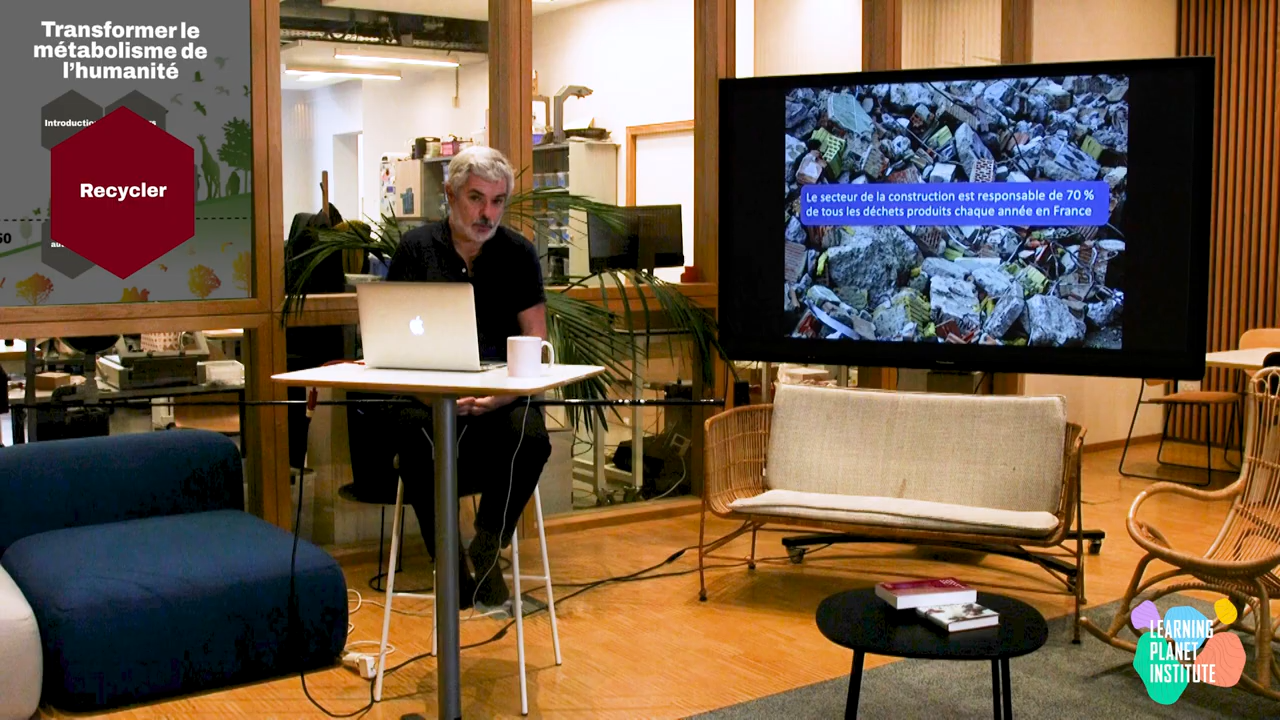 Transformer le
métabolisme de
l'humanité
Recycler
Le secteur de la construction est responsable de 70 %
de tous les déchets produits chaque année en France
LEARNING
PLANET
INSTITUTE